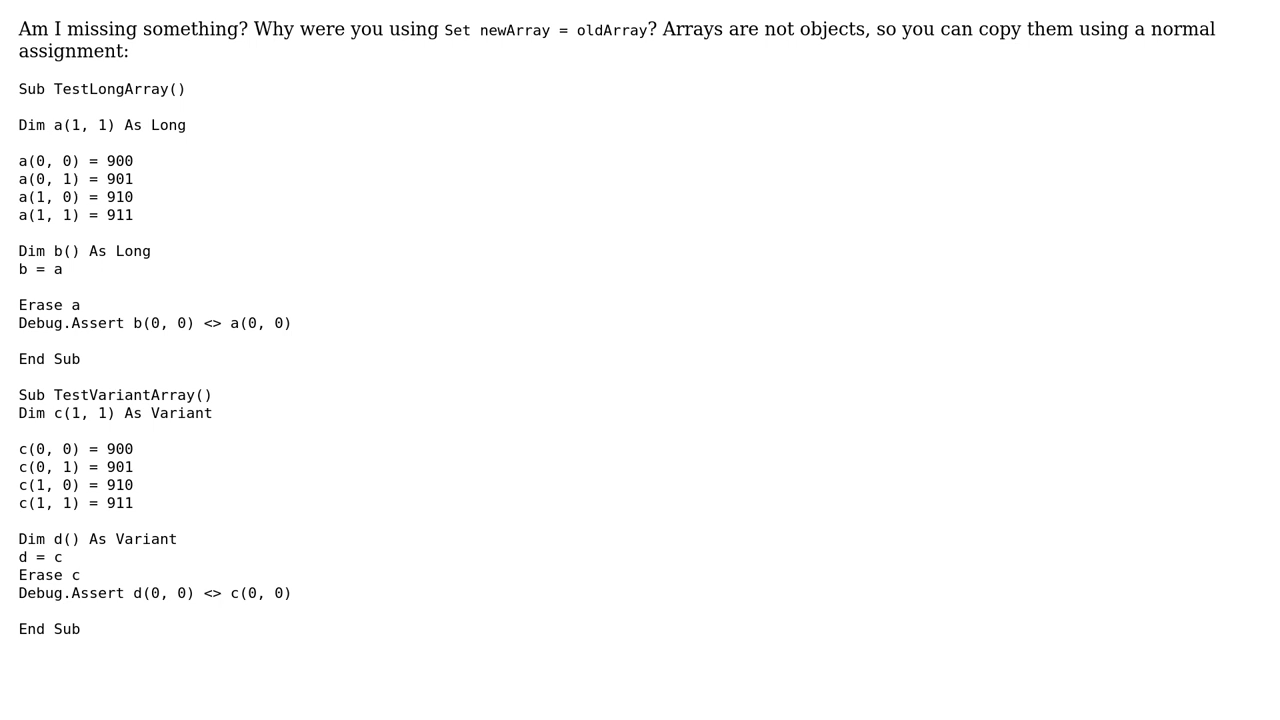 Am I missing something? Why were you using Set newArray = oldArray? Arrays are not objects, so you can copy them using a normal
assignment:
Sub TestLongArray()
Dim a(1, 1) As Long
a(0, 0) = 900
a(0, 1) = 901
a(1, 0) = 910
a(1, 1) = 911
Dim b() As Long
b = a
Erase a
Debug.Assert b(0, 0) <> a(0, 0)
End Sub
Sub TestVariantArray()
Dim c(1, 1) As Variant
c(0, 0) = 900
c(0, 1) = 901
c(1, 0) = 910
c(1, 1) = 911
Dim d() As Variant
d = c
Erase c
Debug.Assert d(0, 0) <> c(0, 0)
End Sub